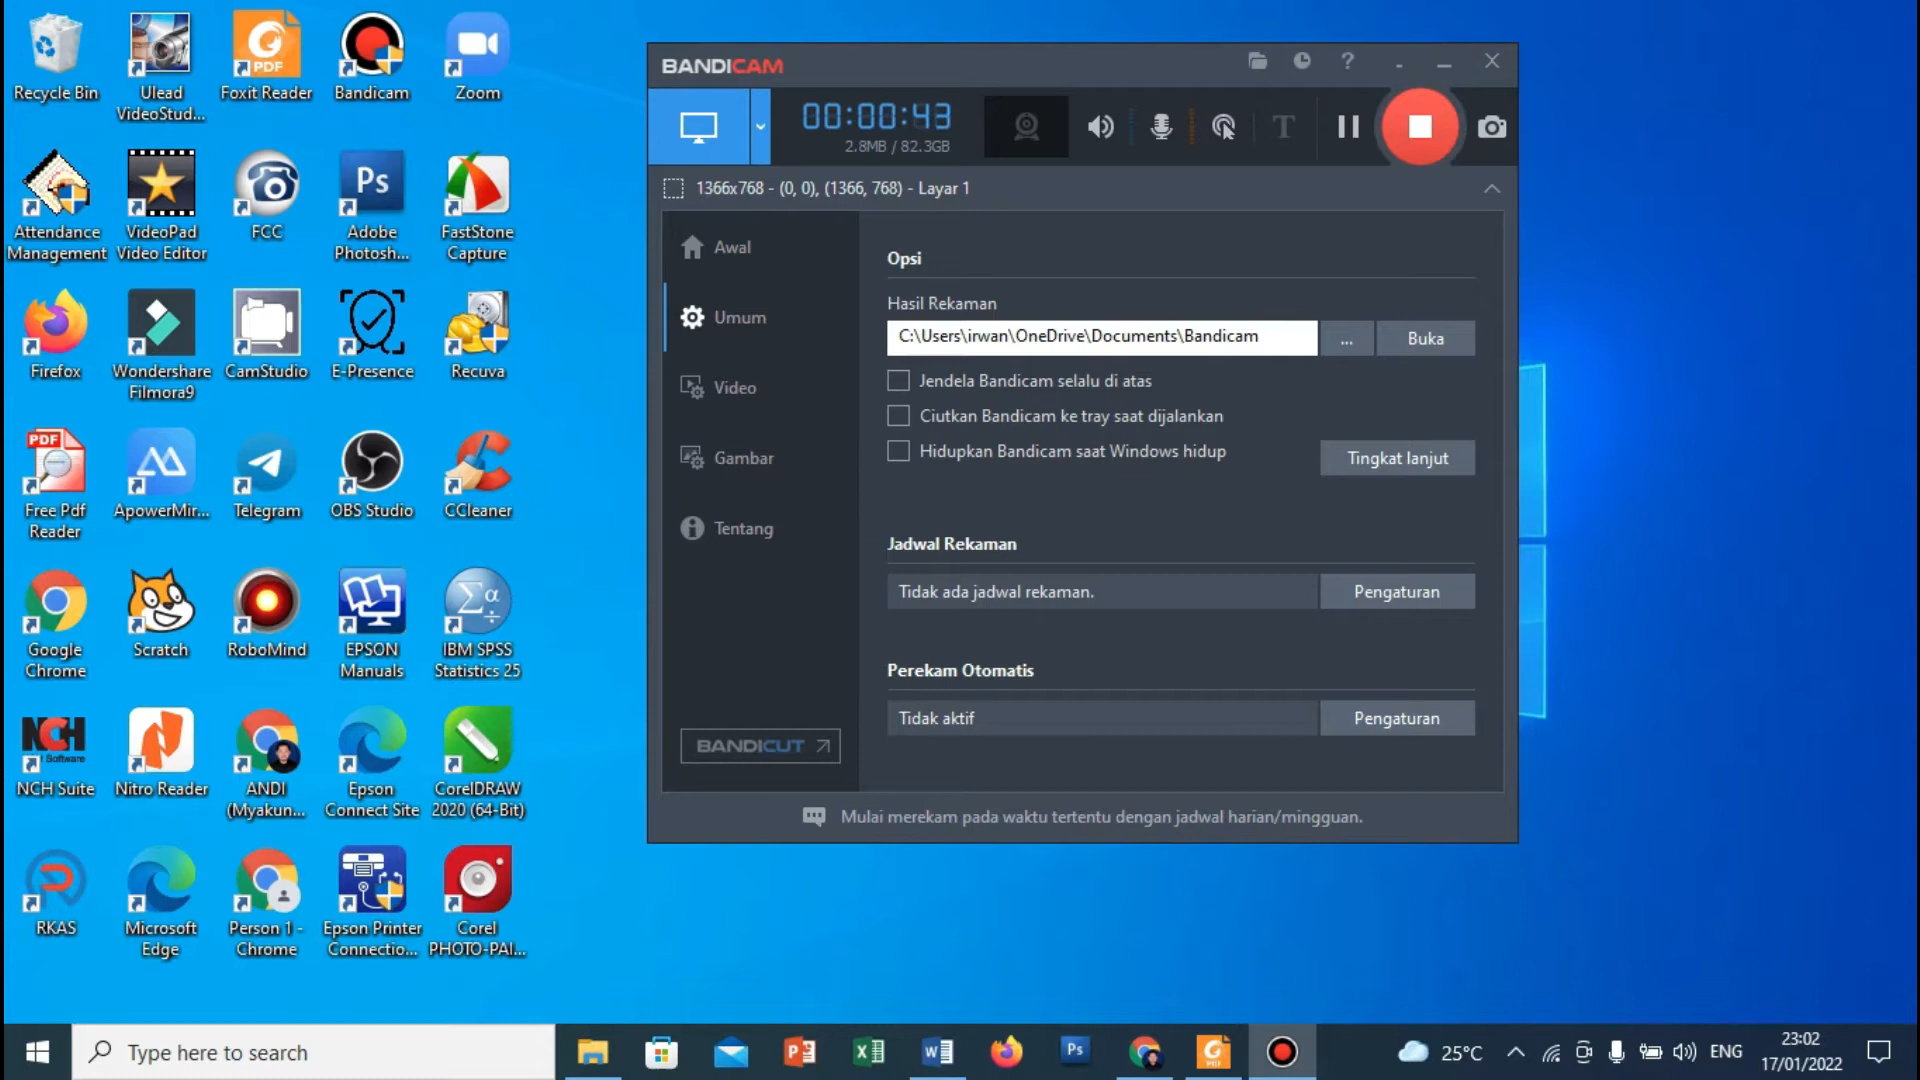 Recycle Bin
Ulead
VideoStud...
PDF
Foxit Reader
Bandicam
Zoom
Attendance
Management
VideoPad
Video Editor
FCC
Ps
Adobe
Photosh...
FastStone
Capture
Firefox
Wondershare
Filmora9
CamStudio
E-Presence
Recuva
PDF
Free Pdf
Reader
ApowerMir...
Telegram
OBS Studio
CCleaner
Google
Chrome
Scratch
RoboMind
EPSON
Manuals
Σα
IBM SPSS
Statistics 25
NCH
Software
NCH Suite
Nitro Reader
ANDI
(Myakun...
Epson
Connect Site
CorelDRAW
2020 (64-Bit)
RKAS
Microsoft
Edge
Person 1 -
Chrome
Epson Printer
Connectio...
Corel
PHOTO-PAI...
BANDICAM
00:00:43
2.8MB / 82.3GB
1366x768 - (0, 0), (1366, 768) - Layar 1
Awal
Umum
Video
Gambar
Tentang
BANDICUT
Opsi
Hasil Rekaman
C:\Users\irwan\OneDrive\Documents\Bandicam
...
Buka
Jendela Bandicam selalu di atas
Ciutkan Bandicam ke tray saat dijalankan
Hidupkan Bandicam saat Windows hidup
Tingkat lanjut
Jadwal Rekaman
Tidak ada jadwal rekaman.
Pengaturan
Perekam Otomatis
Tidak aktif
Pengaturan
Mulai merekam pada waktu tertentu dengan jadwal harian/mingguan.
Type here to search
Ps
25°C
ENG
23:02
17/01/2022